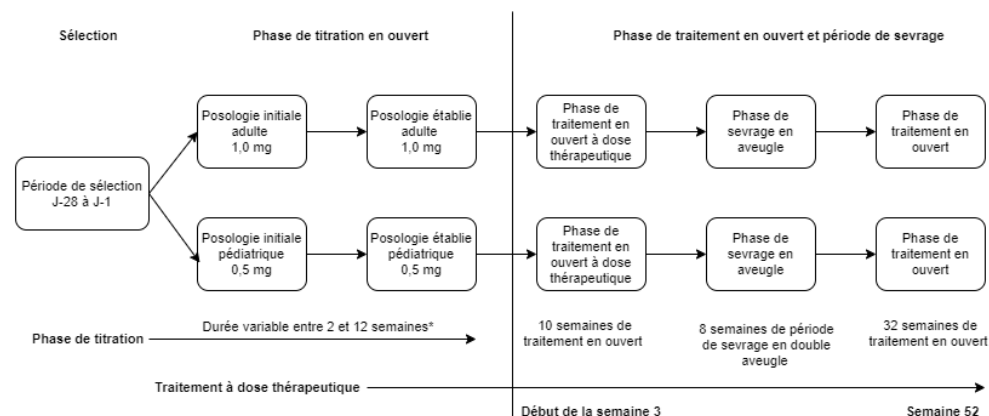 Sélection
Phase de titration en ouvert
Phase de traitement en ouvert et période de sevrage
Posologie initiale
adulte
1,0 mg
Posologie établie
adulte
1,0 mg
Phase de
traitement en
ouvert à dose
thérapeutique
Phase de
sevrage en
aveugle
Phase de
traitement en
ouvert
Période de sélection
J-28 à J-1
Posologie initiale
pédiatrique
0,5 mg
Posologie établie
pédiatrique
0,5 mg
Phase de
traitement en
ouvert à dose
thérapeutique
Phase de
sevrage en
aveugle
Phase de
traitement en
ouvert
Phase de titration
Durée variable entre 2 et 12 semaines*
10 semaines de
traitement en ouvert
8 semaines de période
de sevrage en double
aveugle
32 semaines de
traitement en ouvert
Traitement à dose thérapeutique
Début de la semaine 3
Semaine 52